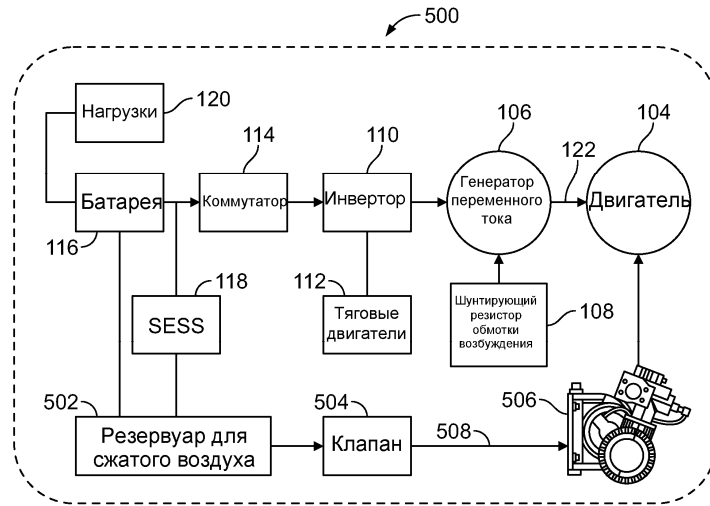 500
Нагрузки
120
114
110
106
104
122
Батарея
Коммутатор
Инвертор
Генератор
переменного
тока
Двигатель
116
118
112
SESS
Тяговые
двигатели
Шунтирующий
резистор
обмотки
возбуждения
108
502
504
506
Резервуар для
сжатого воздуха
Клапан
508